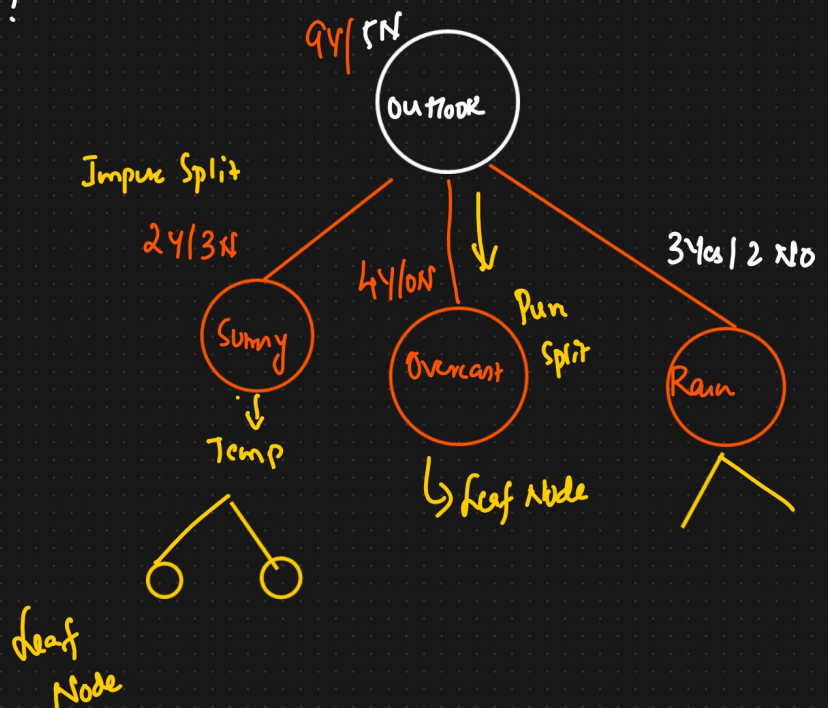 ?
9Y/ 5N
Outlook
Impure Split
2Y/3N
4Y/0N
3Yes/2 NO
Sunny
Pure
Split
Overcast
Rain
Temp
Leaf Node
Leaf
Node